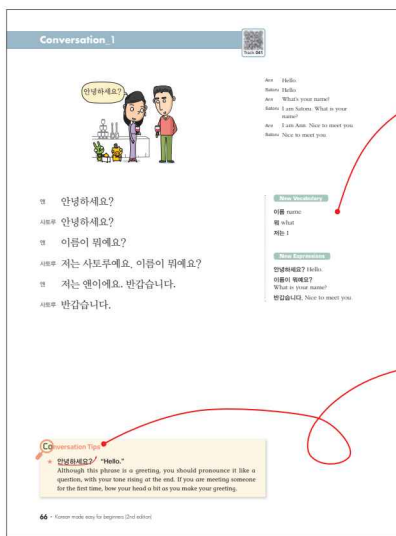 Conversation_1
Track 041
안녕하세요?
Ann Hello.
Satoru Hello.
Ann What's your name?
Satoru I am Satoru. What is your
name?
Ann I am Ann. Nice to meet you.
Satoru Nice to meet you.
앤 안녕하세요?
사토루 안녕하세요?
앤 이름이 뭐예요?
사토루 저는 사토루예요. 이름이 뭐예요?
앤 저는 앤이에요. 반갑습니다.
사토루 반갑습니다.
New Vocabulary
이름 name
뭐 what
저는 I
New Expressions
안녕하세요? Hello.
이름이 뭐예요?
What is your name?
반갑습니다. Nice to meet you.
Conversation Tips
★ 안녕하세요? "Hello."
Although this phrase is a greeting, you should pronounce it like a
question, with your tone rising at the end. If you are meeting someone
for the first time, bow your head a bit as you make your greeting.
66 • Korean made easy for beginners (2nd edition)